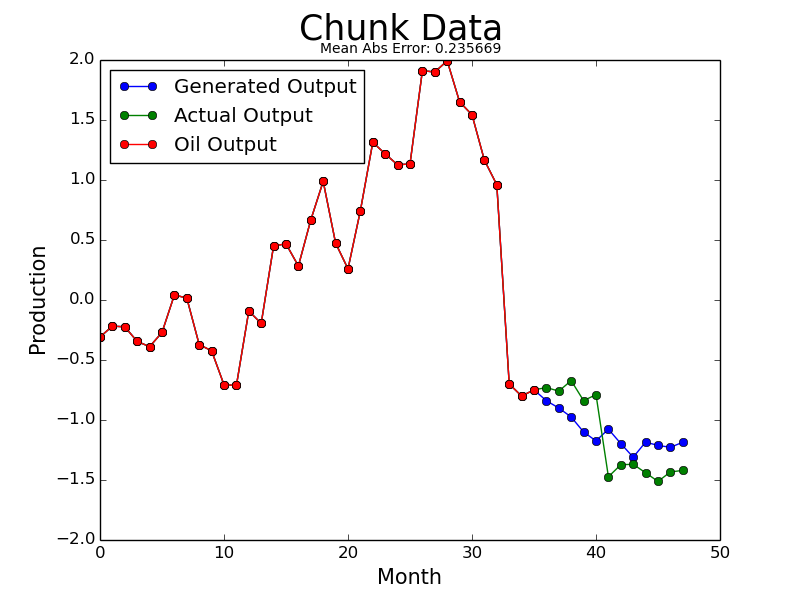 Chunk Data
Mean Abs Error: 0.235669
Generated Output
Actual Output
Oil Output
2.0
1.5
1.0
0.5
0.0
−0.5
−1.0
−1.5
−2.0
Production
0 10 20 30 40 50
Month